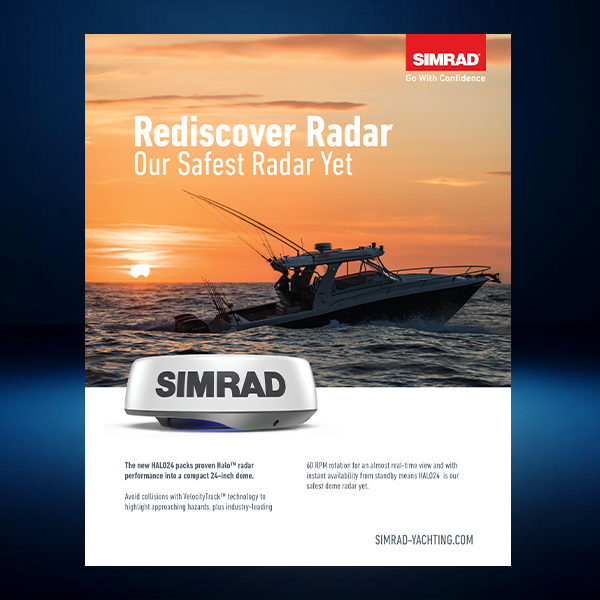 SIMRAD
Go With Confidence
Rediscover Radar
Our Safest Radar Yet
SIMRAD
The new HALO24 packs proven Halo™ radar
performance into a compact 24-inch dome.
Avoid collisions with VelocityTrack™ technology to
highlight approaching hazards, plus industry-leading
60 RPM rotation for an almost real-time view and with
instant availability from standby means HALO24 is our
safest dome radar yet.
SIMRAD-YACHTING.COM